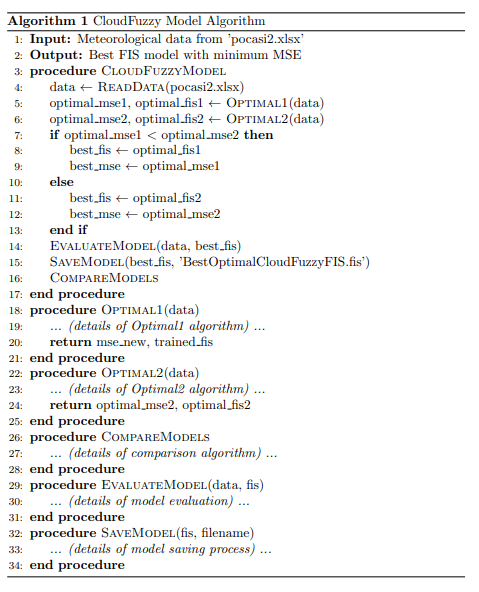 Algorithm 1 CloudFuzzy Model Algorithm
1: Input: Meteorological data from 'pocasi2.xlsx'
2: Output: Best FIS model with minimum MSE
3: procedure CLOUDFUZZYMODEL
4: data ← READDATA(pocasi2.xlsx)
5: optimal_mse1, optimal_fis1 ← OPTIMAL1(data)
6: optimal_mse2, optimal_fis2 ← OPTIMAL2(data)
7: if optimal_mse1 < optimal_mse2 then
8: best_fis ← optimal_fis1
9: best_mse ← optimal_mse1
10: else
11: best_fis ← optimal_fis2
12: best_mse ← optimal_mse2
13: end if
14: EVALUATEMODEL(data, best_fis)
15: SAVEMODEL(best_fis, 'BestOptimalCloudFuzzyFIS.fis')
16: COMPAREMODELS
17: end procedure
18: procedure OPTIMAL1(data)
19: ... (details of Optimal1 algorithm) ...
20: return mse_new, trained_fis
21: end procedure
22: procedure OPTIMAL2(data)
23: ... (details of Optimal2 algorithm) ...
24: return optimal_mse2, optimal_fis2
25: end procedure
26: procedure COMPAREMODELS
27: ... (details of comparison algorithm) ...
28: end procedure
29: procedure EVALUATEMODEL(data, fis)
30: ... (details of model evaluation) ...
31: end procedure
32: procedure SAVEMODEL(fis, filename)
33: ... (details of model saving process) ...
34: end procedure